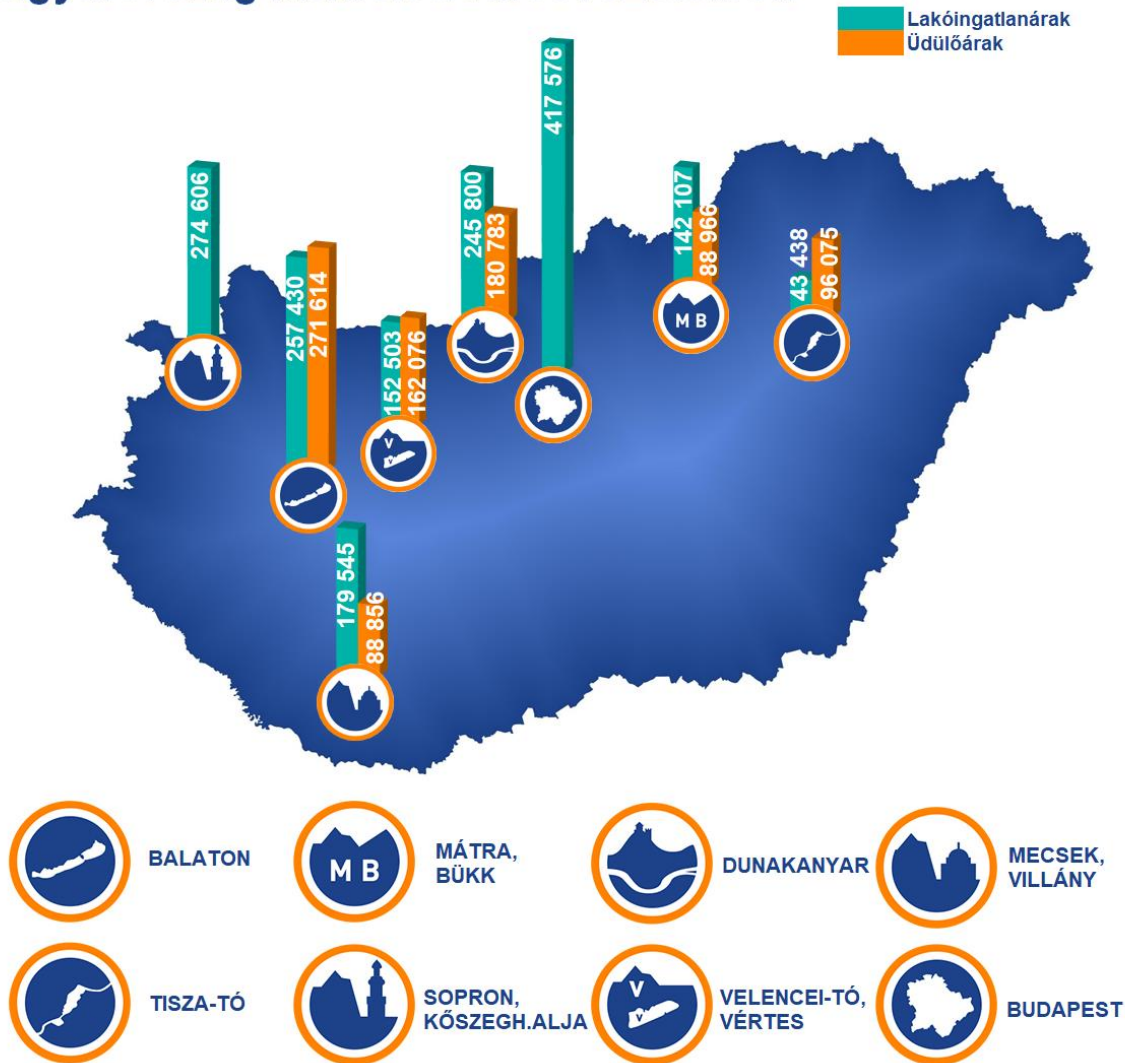 Lakóingatlanárak
Üdülőárak
417 576
274 606
245 800
180 783
142 107
88 966
43 438
96 075
257 430
271 614
152 503
162 076
M B
V
V
179 545
88 856
BALATON
M B
MÁTRA,
BÜKK
DUNAKANYAR
MECSEK,
VILLÁNY
TISZA-TÓ
SOPRON,
KŐSZEGH.ALJA
V
V
VELENCEI-TÓ,
VÉRTES
BUDAPEST